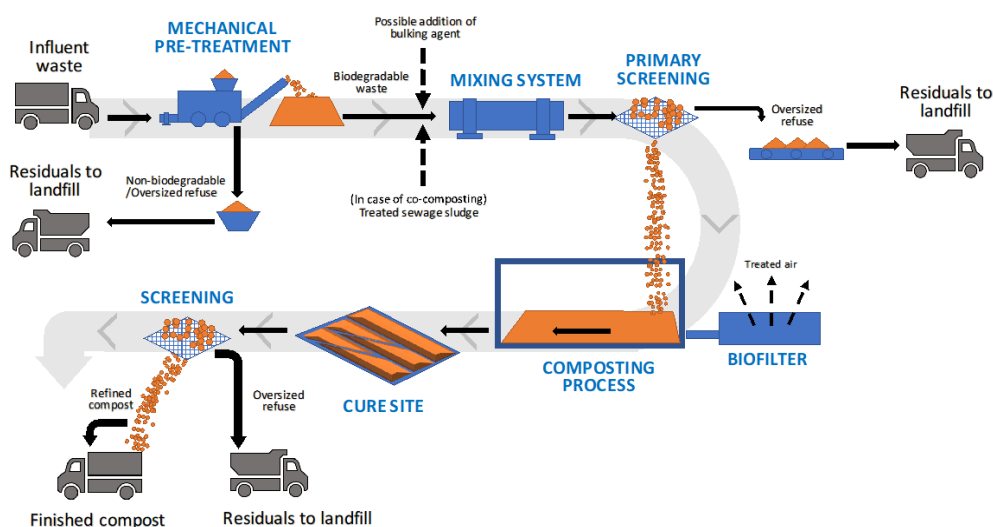 Influent
waste
MECHANICAL
PRE-TREATMENT
Possible addition of
bulking agent
Biodegradable
waste
MIXING SYSTEM
PRIMARY
SCREENING
Oversized
refuse
Residuals to
landfill
Residuals to
landfill
Non-biodegradable
/Oversized refuse
(In case of co-composting)
Treated sewage sludge
Treated air
BIOFILTER
COMPOSTING
PROCESS
CURE SITE
SCREENING
Refined
compost
Oversized
refuse
Finished compost
Residuals to landfill